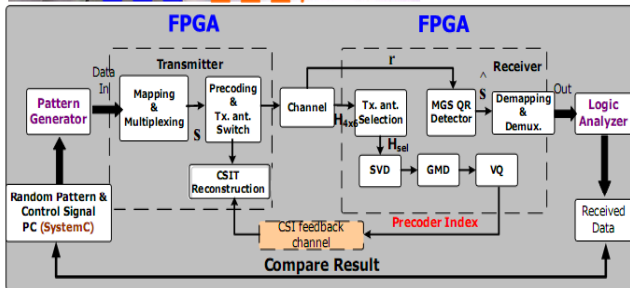 FPGA
FPGA
Transmitter
Receiver
Data
In
Pattern
Generator
Mapping
&
Multiplexing
S
Precoding
&
Tx. ant.
Switch
CSIT
Reconstruction
Channel
r
H4x6
Tx. ant.
Selection
Hsel
SVD
GMD
VQ
MGS QR
Detector
^
S
Demapping
& Demux.
Out
Logic
Analyzer
Random Pattern &
Control Signal
PC (SystemC)
CSI feedback
channel
Precoder Index
Received
Data
Compare Result